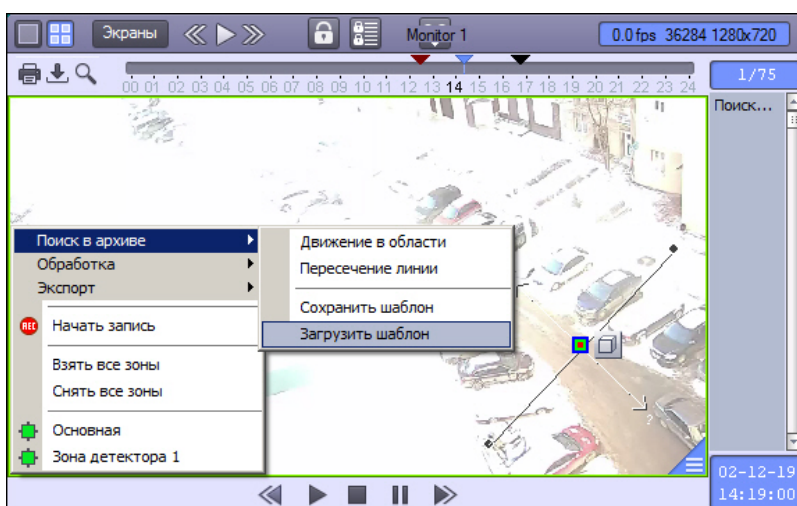 Экраны
Monitor 1
0.0 fps 36284 1280x720
00 01 02 03 04 05 06 07 08 09 10 11 12 13 14 15 16 17 18 19 20 21 22 23 24
1/75
Поиск...
Поиск в архиве
Обработка
Экспорт
REC Начать запись
Взять все зоны
Снять все зоны
Основная
Зона детектора 1
Движение в области
Пересечение линии
Сохранить шаблон
Загрузить шаблон
?
02-12-19
14:19:00